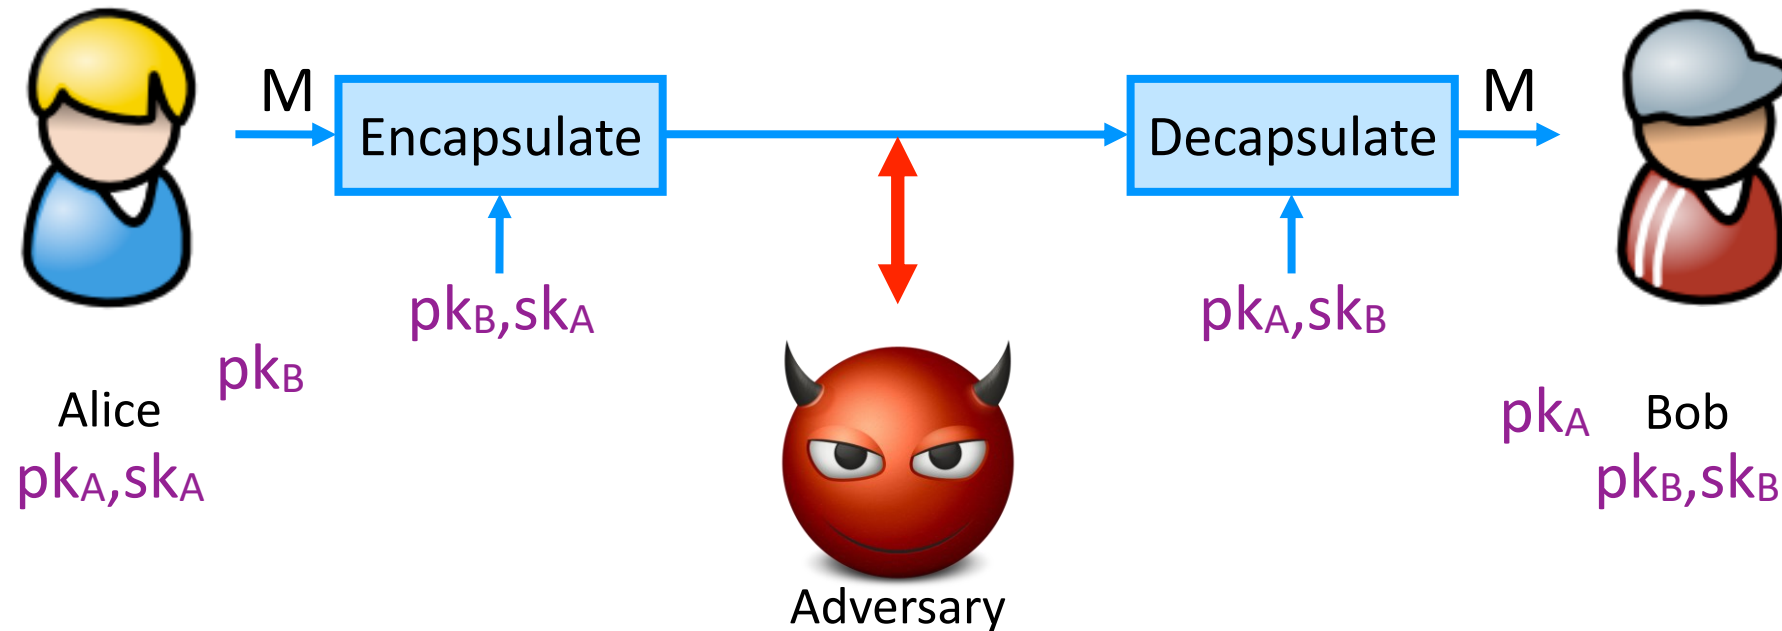 M
Encapsulate
Decapsulate
M
pkB,skA
pkA,skB
pkB
Alice
pkA,skA
pkA
Bob
pkB,skB
Adversary